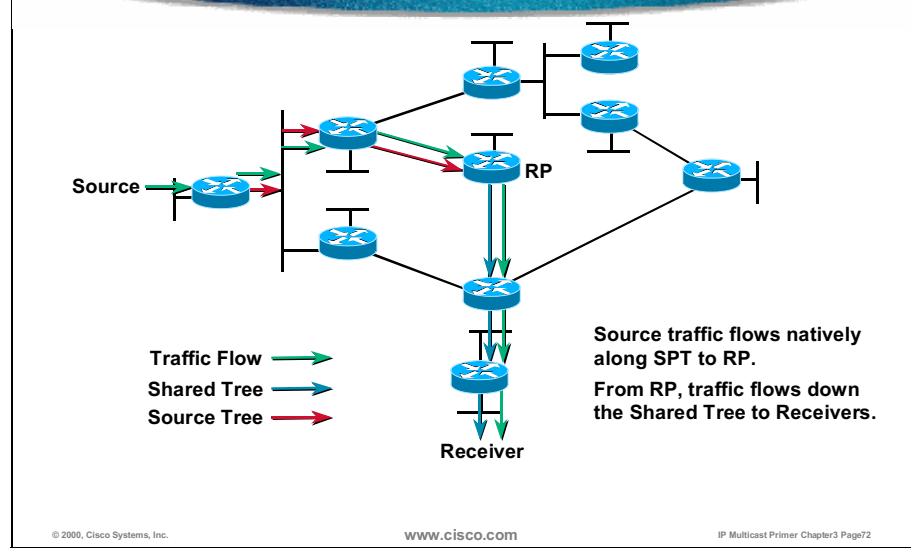 Source
RP
Traffic Flow
Shared Tree
Source Tree
Receiver
Source traffic flows natively
along SPT to RP.
From RP, traffic flows down
the Shared Tree to Receivers.
© 2000, Cisco Systems, Inc.
www.cisco.com
IP Multicast Primer Chapter3 Page72